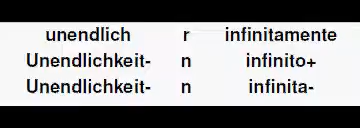 unendlich r infinitamente
Unendlichkeit- n infinito+
Unendlichkeit- n infinita-